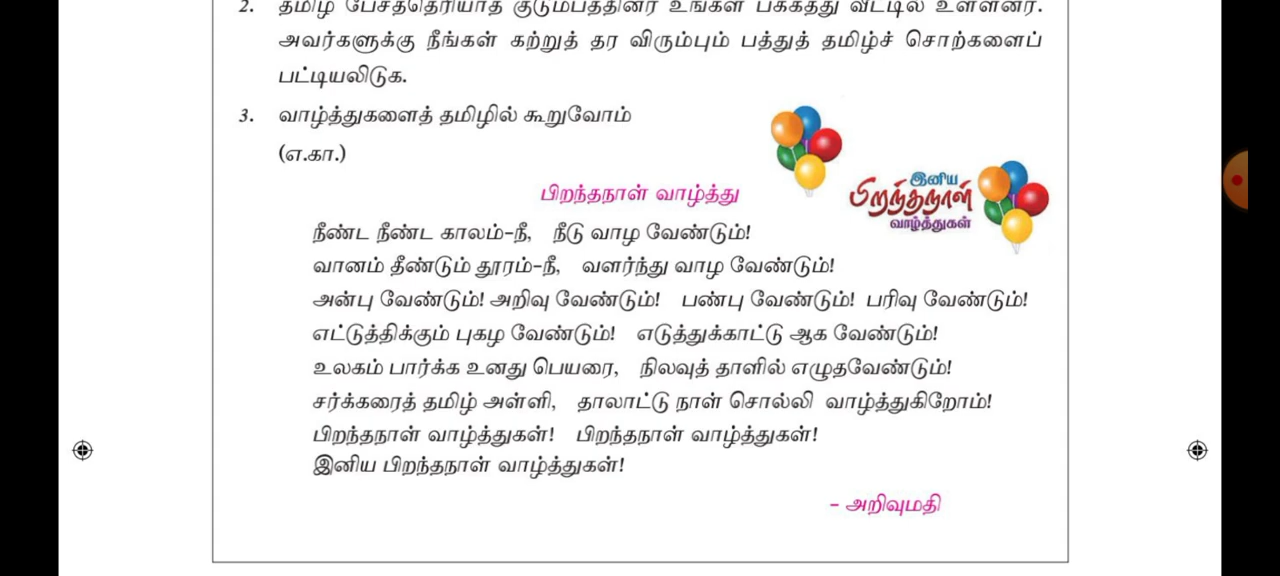 2. தமிழ் பேசத்தெரியாத குடும்பத்தினர் உங்கள் பக்கத்து வீட்டில் உள்ளனர்.
அவர்களுக்கு நீங்கள் கற்றுத் தர விரும்பும் பத்துத் தமிழ்ச் சொற்களைப்
பட்டியலிடுக.
3. வாழ்த்துகளைத் தமிழில் கூறுவோம்
(எ.கா.)
இனிய
பிறந்தநாள்
வாழ்த்துகள்
பிறந்தநாள் வாழ்த்து
நீண்ட நீண்ட காலம்-நீ, நீடு வாழ வேண்டும்!
வானம் தீண்டும் தூரம்-நீ, வளர்ந்து வாழ வேண்டும்!
அன்பு வேண்டும்! அறிவு வேண்டும்! பண்பு வேண்டும்! பரிவு வேண்டும்!
எட்டுத்திக்கும் புகழ வேண்டும்! எடுத்துக்காட்டு ஆக வேண்டும்!
உலகம் பார்க்க உனது பெயரை, நிலவுத் தாளில் எழுதவேண்டும்!
சர்க்கரைத் தமிழ் அள்ளி, தாலாட்டு நாள் சொல்லி வாழ்த்துகிறோம்!
பிறந்தநாள் வாழ்த்துகள்! பிறந்தநாள் வாழ்த்துகள்!
இனிய பிறந்தநாள் வாழ்த்துகள்!
- அறிவுமதி